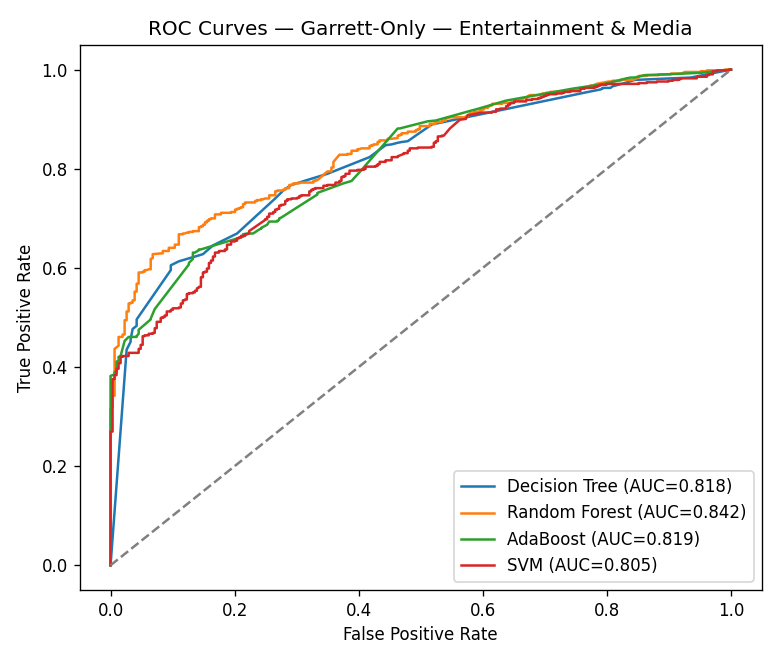 ROC Curves — Garrett-Only — Entertainment & Media
True Positive Rate
1.0
0.8
0.6
0.4
0.2
0.0
0.0 0.2 0.4 0.6 0.8 1.0
False Positive Rate
Decision Tree (AUC=0.818)
Random Forest (AUC=0.842)
AdaBoost (AUC=0.819)
SVM (AUC=0.805)